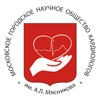 МОСКОВСКОЕ ГОРОДСКОЕ НАУЧНОЕ ОБЩЕСТВО КАРДИОЛОГОВ
им. А.Л. Мясникова